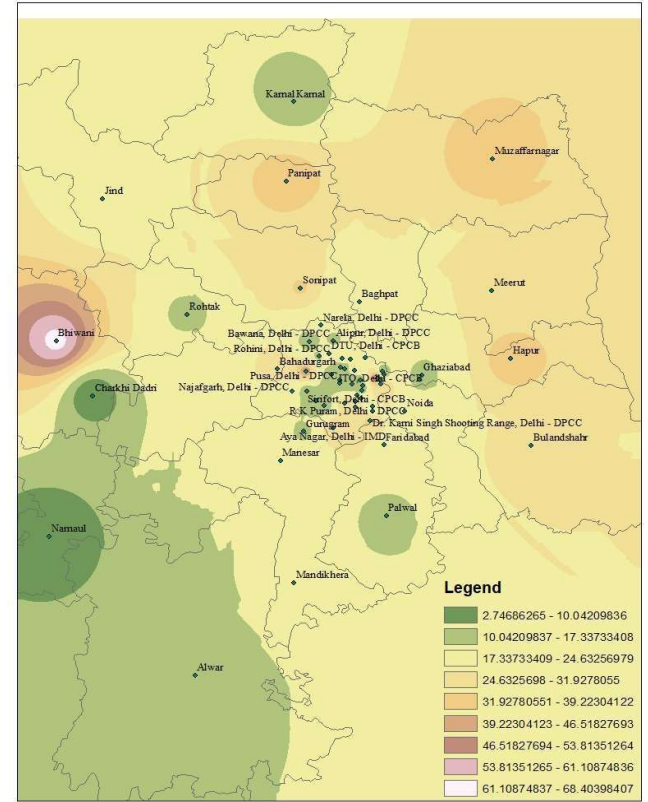 Karnal Karnal
Muzaffarnagar
Panipat
Jind
Sonipat
Meerut
Baghpat
Rohtak
Narela, Delhi - DPCC
Bhiwani
Bawana, Delhi - DPCC
Alipur, Delhi - DPCC
DTU, Delhi - CPCB
Rohini, Delhi - DPCC
Hapur
Bahadurgarh
Ghaziabad
Pusa, Delhi - DPCC
ITO, Delhi - CPCB
Charkhi Dadri
Najafgarh, Delhi - DPCC
Sirifort, Delhi - CPCB
Noida
R K Puram, Delhi - DPCC
Gurugram
Dr. Karni Singh Shooting Range, Delhi - DPCC
Aya Nagar, Delhi - IMD
Faridabad
Bulandshahr
Manesar
Palwal
Narnaul
Mandikhera
Alwar
Legend
2.74686265 - 10.04209836
10.04209837 - 17.33733408
17.33733409 - 24.63256979
24.6325698 - 31.9278055
31.92780551 - 39.22304122
39.22304123 - 46.51827693
46.51827694 - 53.81351264
53.81351265 - 61.10874836
61.10874837 - 68.40398407